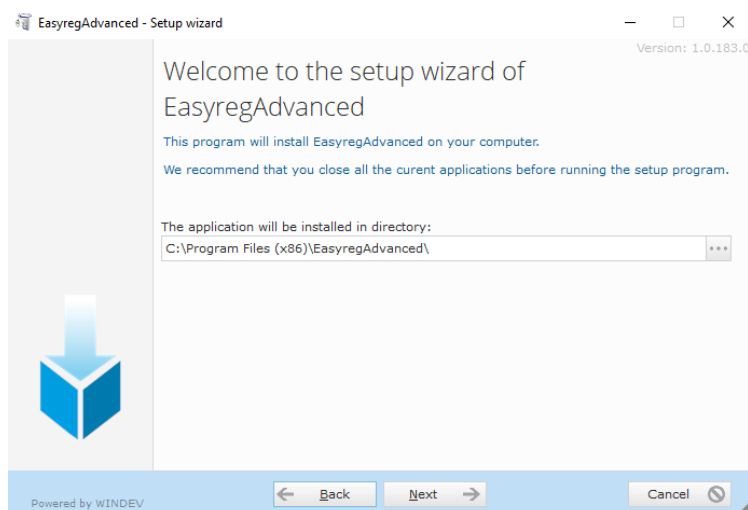 EasyregAdvanced - Setup wizard
Version: 1.0.183.0
Welcome to the setup wizard of
EasyregAdvanced
This program will install EasyregAdvanced on your computer.
We recommend that you close all the curent applications before running the setup program.
The application will be installed in directory:
C:\Program Files (x86)\EasyregAdvanced\
Powered by WINDEV
Back
Next
Cancel